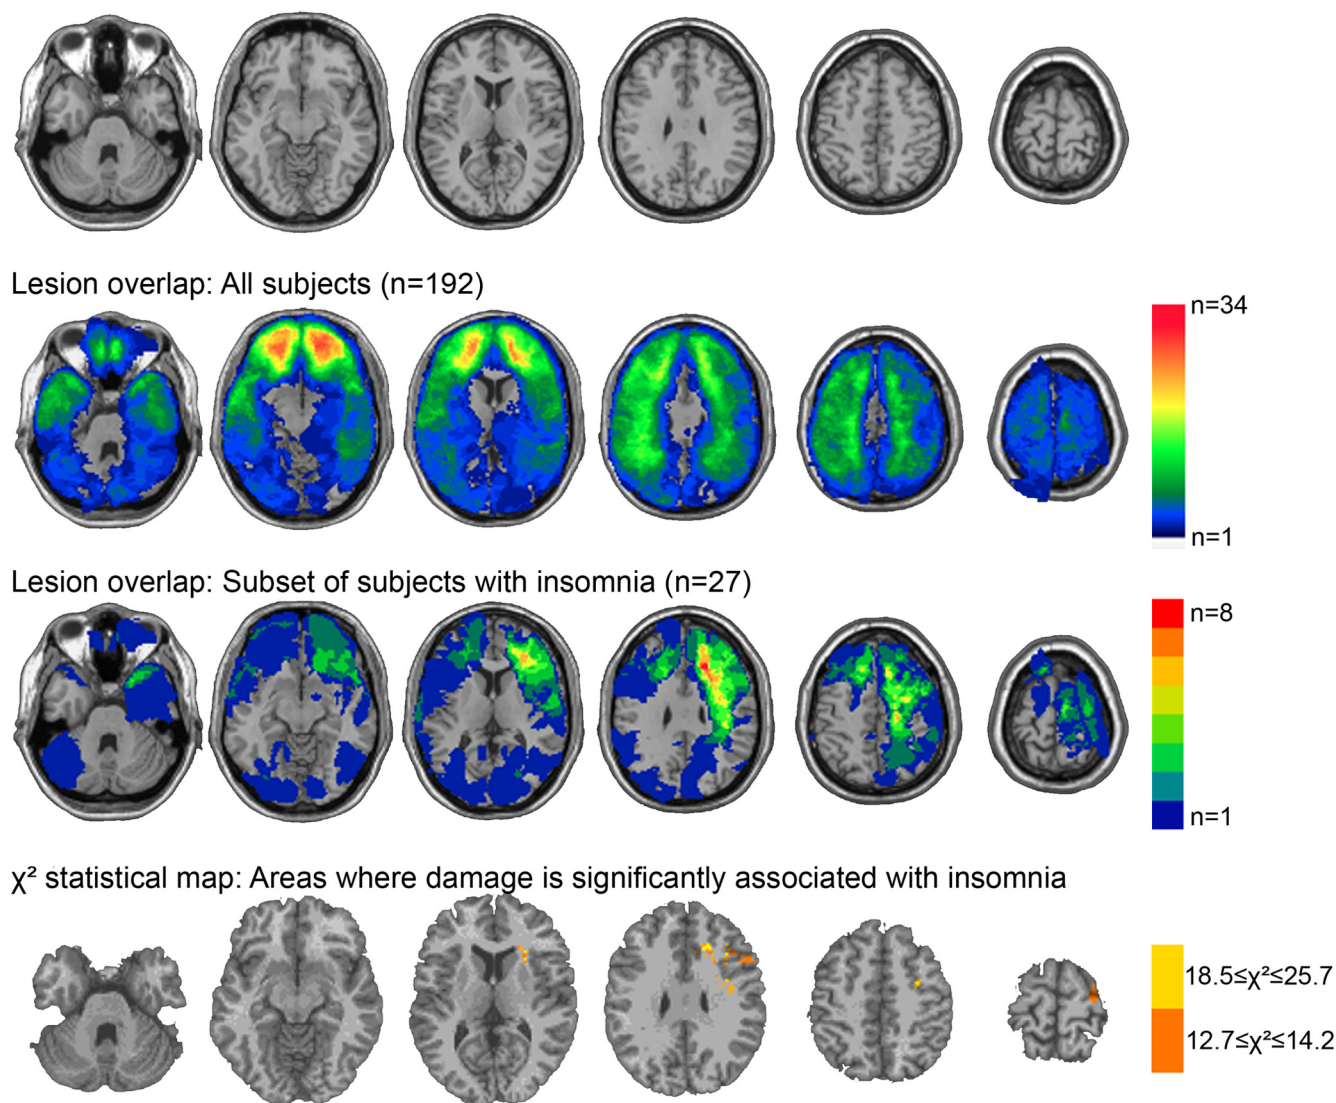 Lesion overlap: All subjects (n=192)
n=34
n=1
Lesion overlap: Subset of subjects with insomnia (n=27)
n=8
n=1
χ² statistical map: Areas where damage is significantly associated with insomnia
18.5≤χ²≤25.7
12.7≤χ²≤14.2